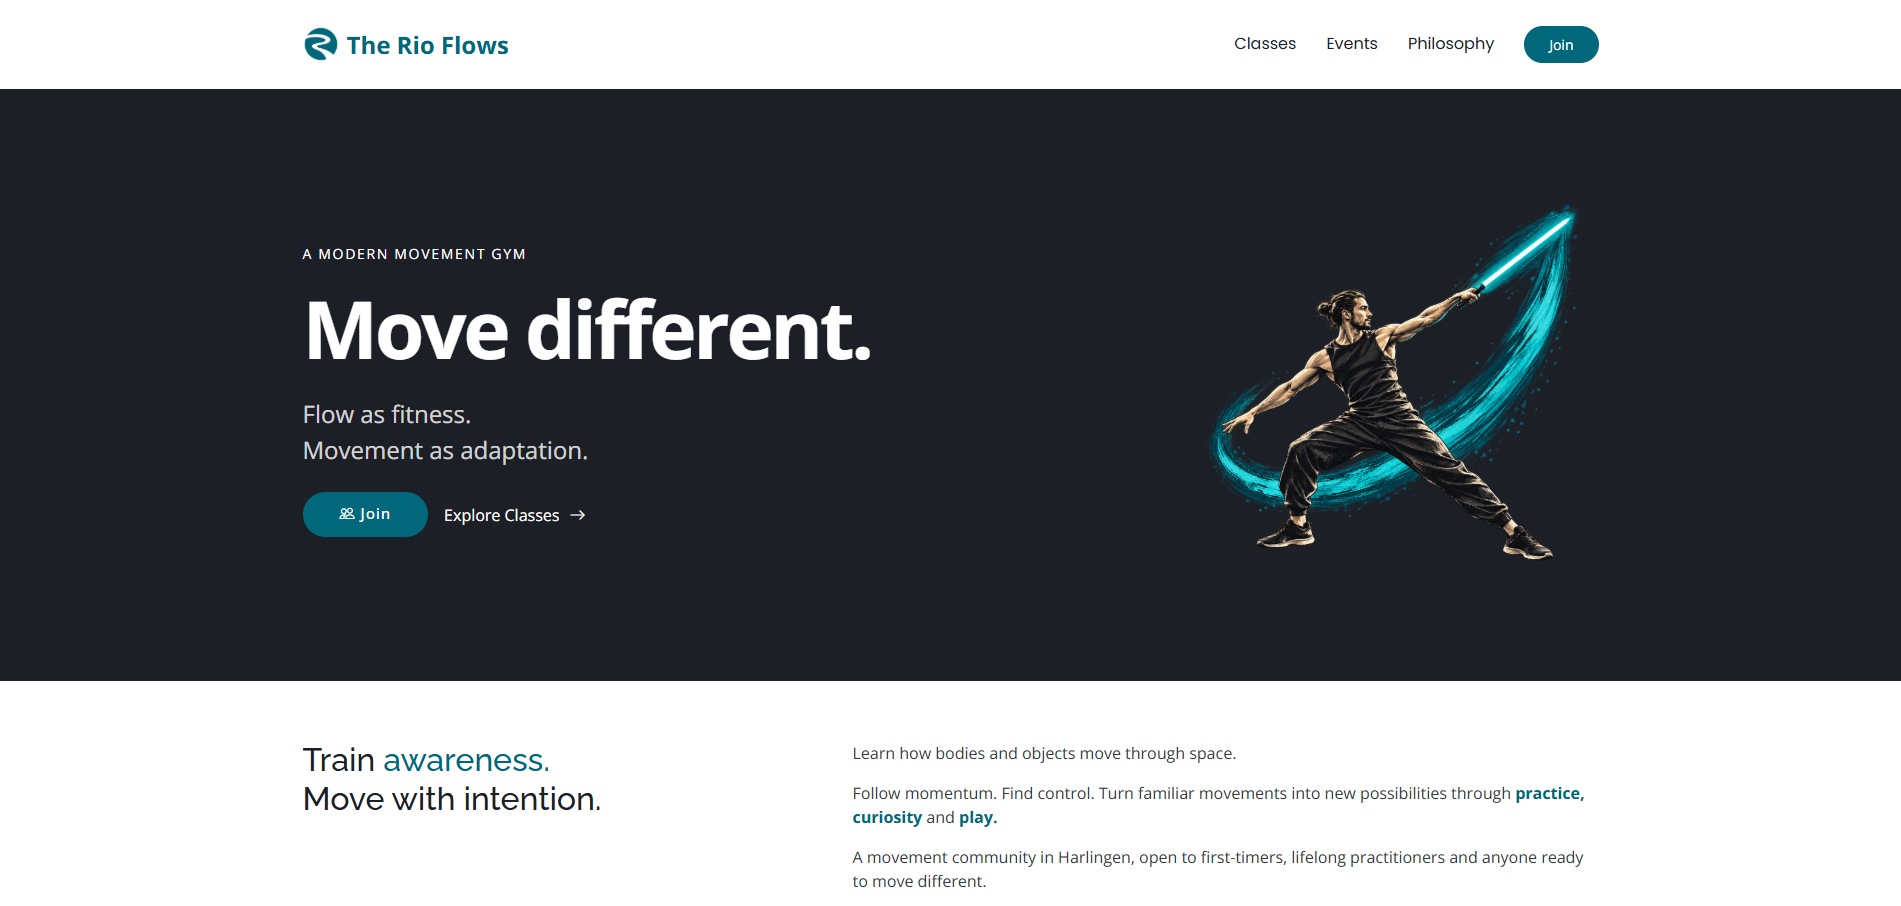 The Rio Flows
Classes
Events
Philosophy
Join
A MODERN MOVEMENT GYM
Move different.
Flow as fitness.
Movement as adaptation.
Join
Explore Classes →
Train awareness.
Move with intention.
Learn how bodies and objects move through space.
Follow momentum. Find control. Turn familiar movements into new possibilities through practice,
curiosity and play.
A movement community in Harlingen, open to first-timers, lifelong practitioners and anyone ready
to move different.